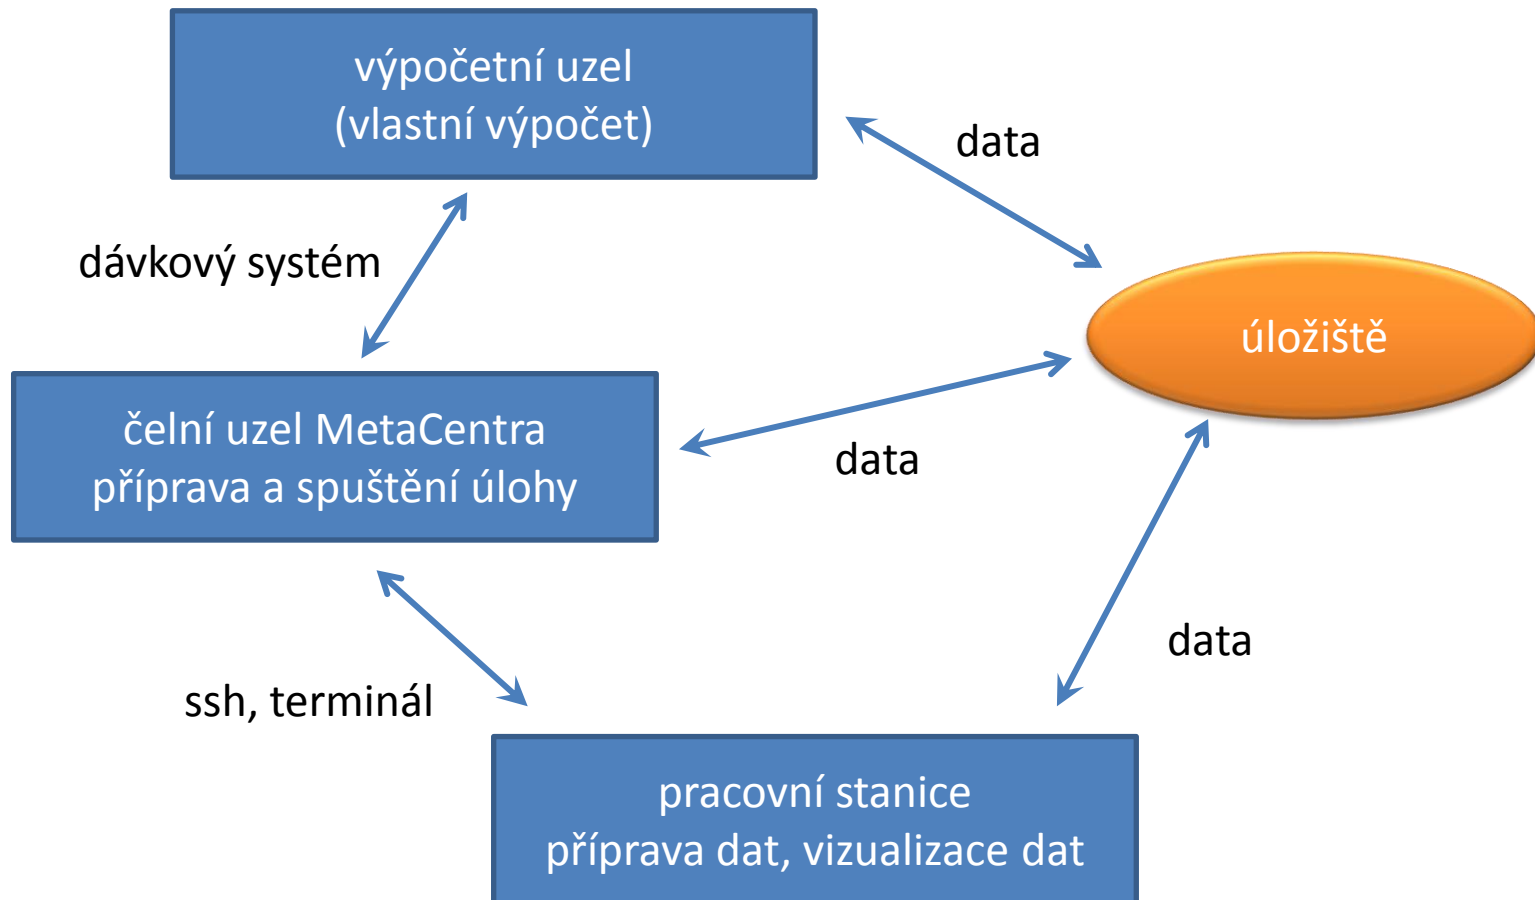 výpočetní uzel
(vlastní výpočet)
data
dávkový systém
úložiště
čelní uzel MetaCentra
příprava a spuštění úlohy
data
data
ssh, terminál
pracovní stanice
příprava dat, vizualizace dat